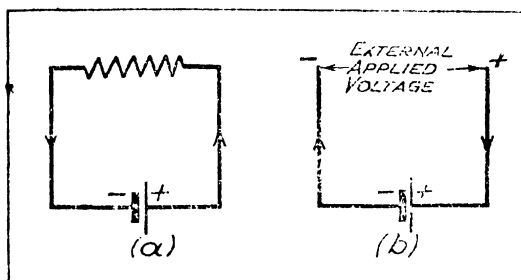 - EXTERNAL +
APPLIED
VOLTAGE
- + - +
(a) (b)